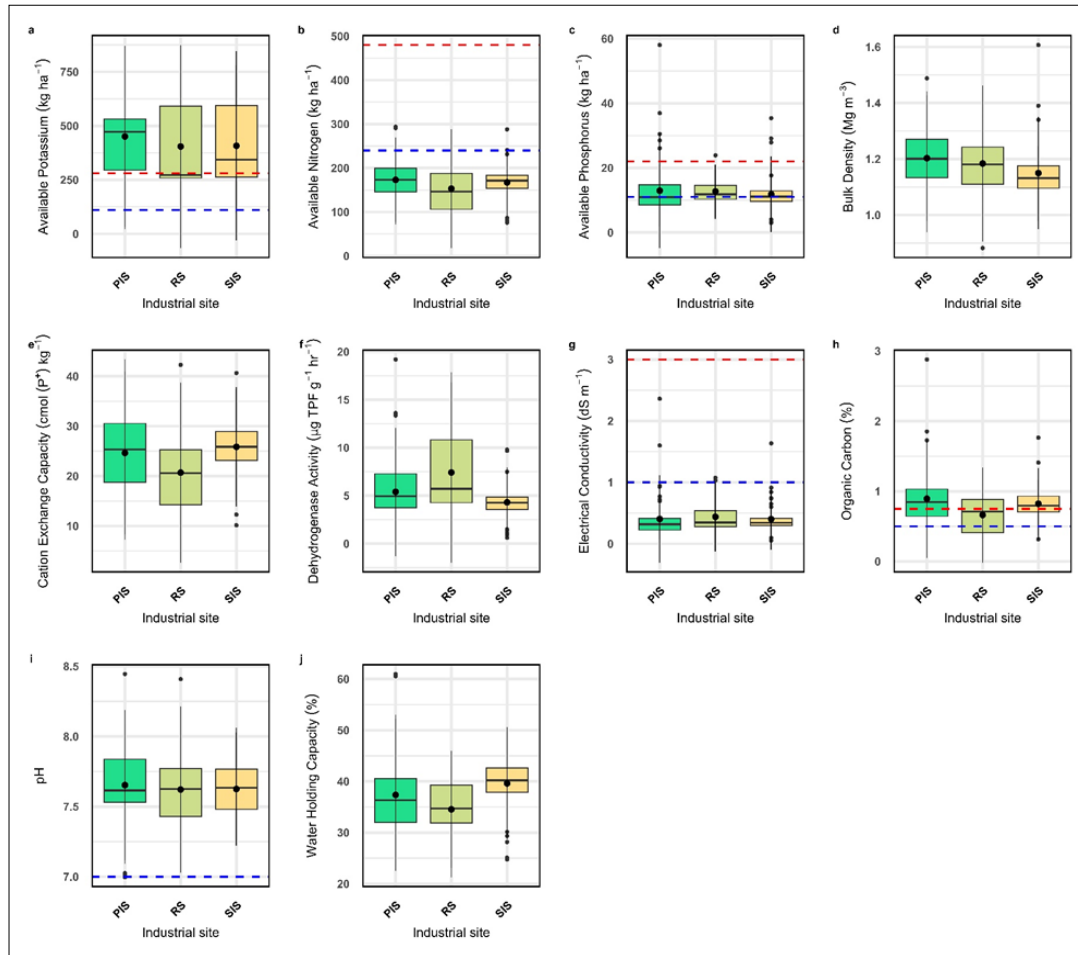 a
Available Potassium (kg ha⁻¹)
750
500
250
0
PIS
RS
SIS
Industrial site
b
Available Nitrogen (kg ha⁻¹)
500
450
400
350
300
250
200
150
100
50
0
PIS
RS
SIS
Industrial site
c
Available Phosphorus (kg ha⁻¹)
60
40
20
0
PIS
RS
SIS
Industrial site
d
Bulk Density (Mg m⁻³)
1.6
1.4
1.2
1.0
PIS
RS
SIS
Industrial site
e
Cation Exchange Capacity (cmol (P⁺) kg⁻¹)
40
30
20
10
PIS
RS
SIS
Industrial site
f
Dehydrogenase Activity (µg TPF g⁻¹ hr⁻¹)
20
15
10
5
0
PIS
RS
SIS
Industrial site
g
Electrical Conductivity (dS m⁻¹)
3
2
1
0
PIS
RS
SIS
Industrial site
h
Organic Carbon (%)
3
2
1
0
PIS
RS
SIS
Industrial site
i
pH
8.5
8.0
7.5
7.0
PIS
RS
SIS
Industrial site
j
Water Holding Capacity (%)
60
50
40
30
20
PIS
RS
SIS
Industrial site